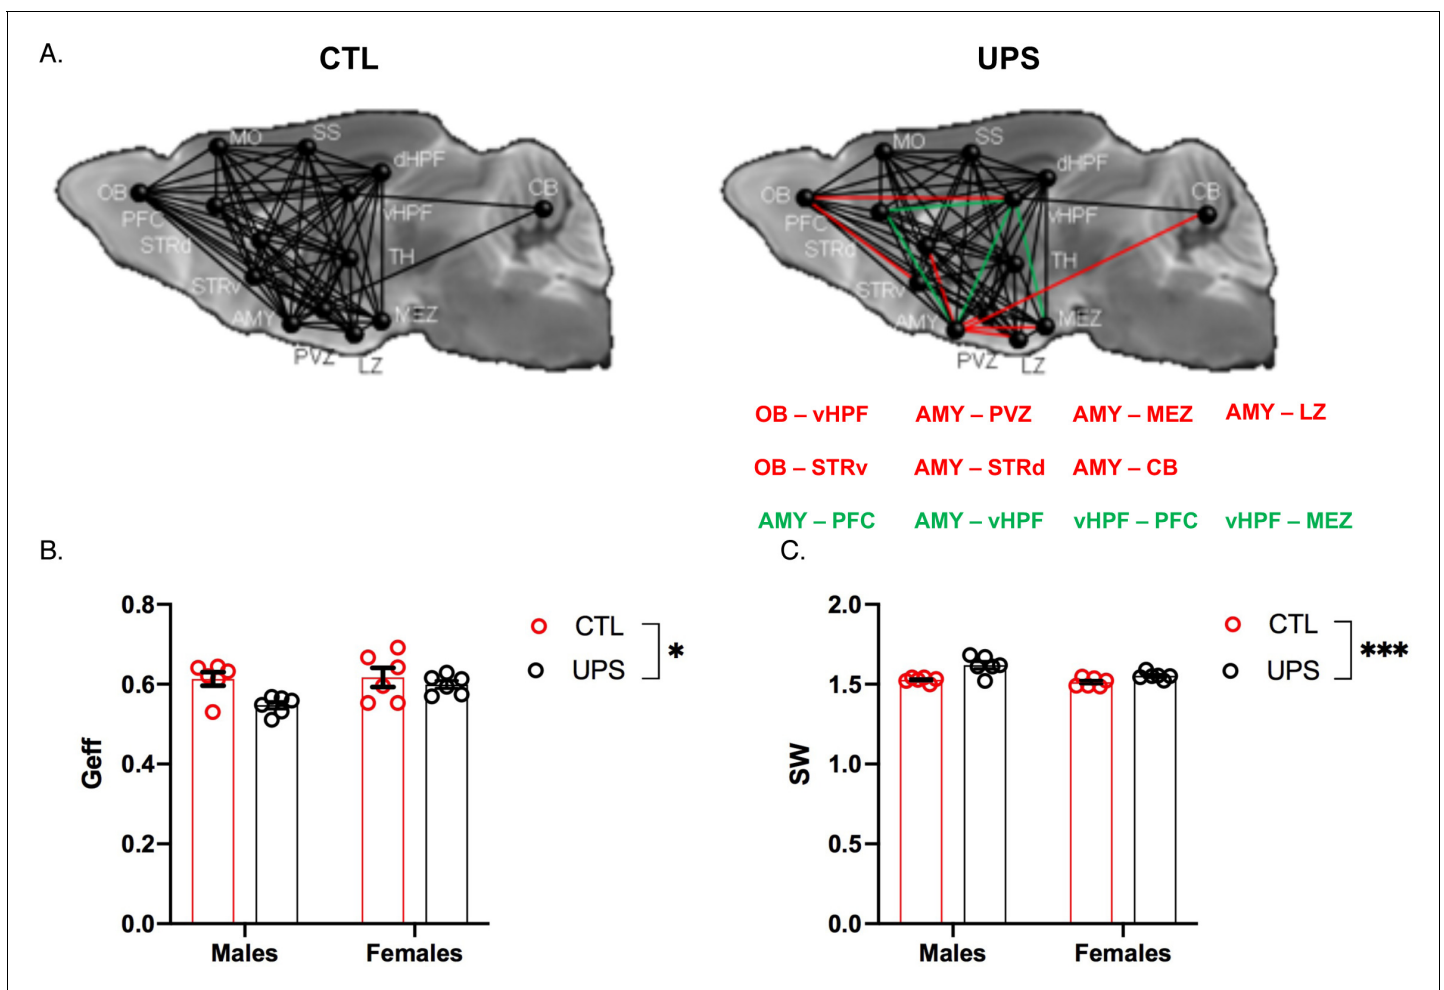 A.
CTL
UPS
MO
SS
dHPF
OB
CB
PFC
vHPF
STRd
TH
STRv
AMY
MEZ
PVZ
LZ
MO
SS
dHPF
OB
CB
PFC
vHPF
STRd
TH
STRv
AMY
MEZ
PVZ
LZ
OB – vHPF AMY – PVZ AMY – MEZ AMY – LZ
OB – STRv AMY – STRd AMY – CB
AMY – PFC AMY – vHPF vHPF – PFC vHPF – MEZ
B.
Geff
0.8
0.6
0.4
0.2
0.0
Males Females
CTL
UPS
*
C.
SW
2.0
1.5
1.0
0.5
0.0
Males Females
CTL
UPS
***